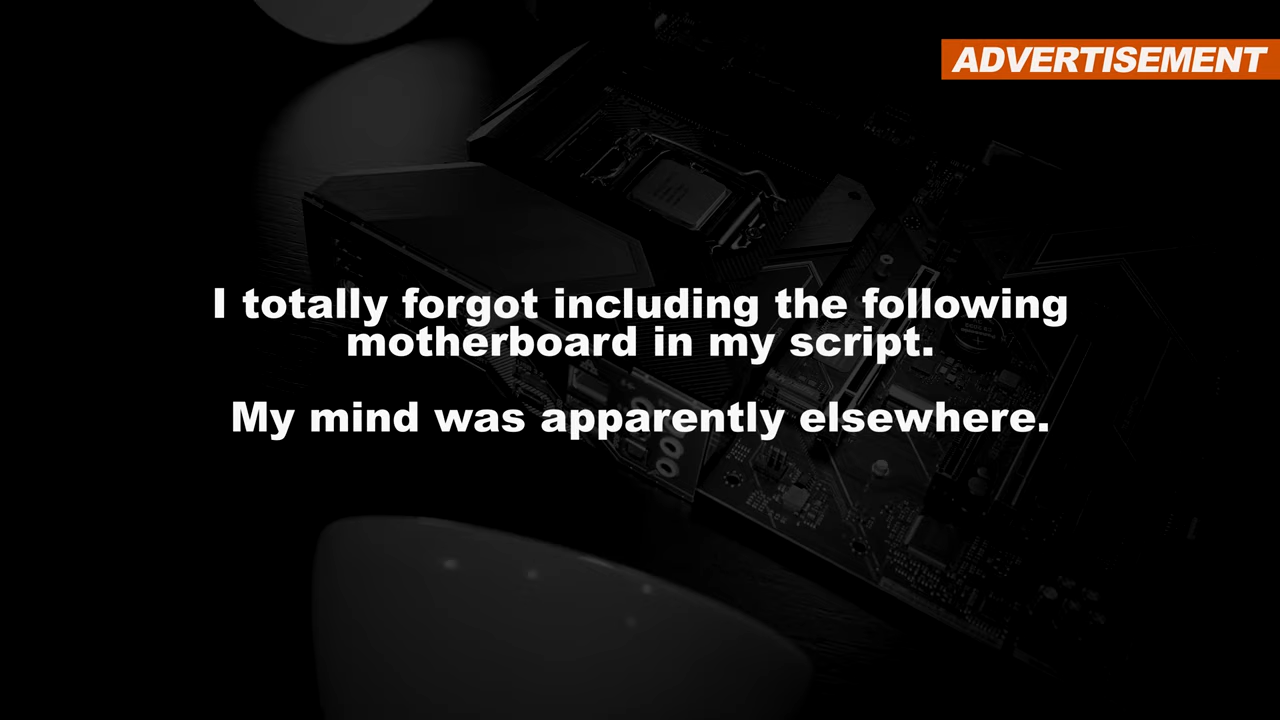 ADVERTISEMENT
I totally forgot including the following
motherboard in my script.
My mind was apparently elsewhere.